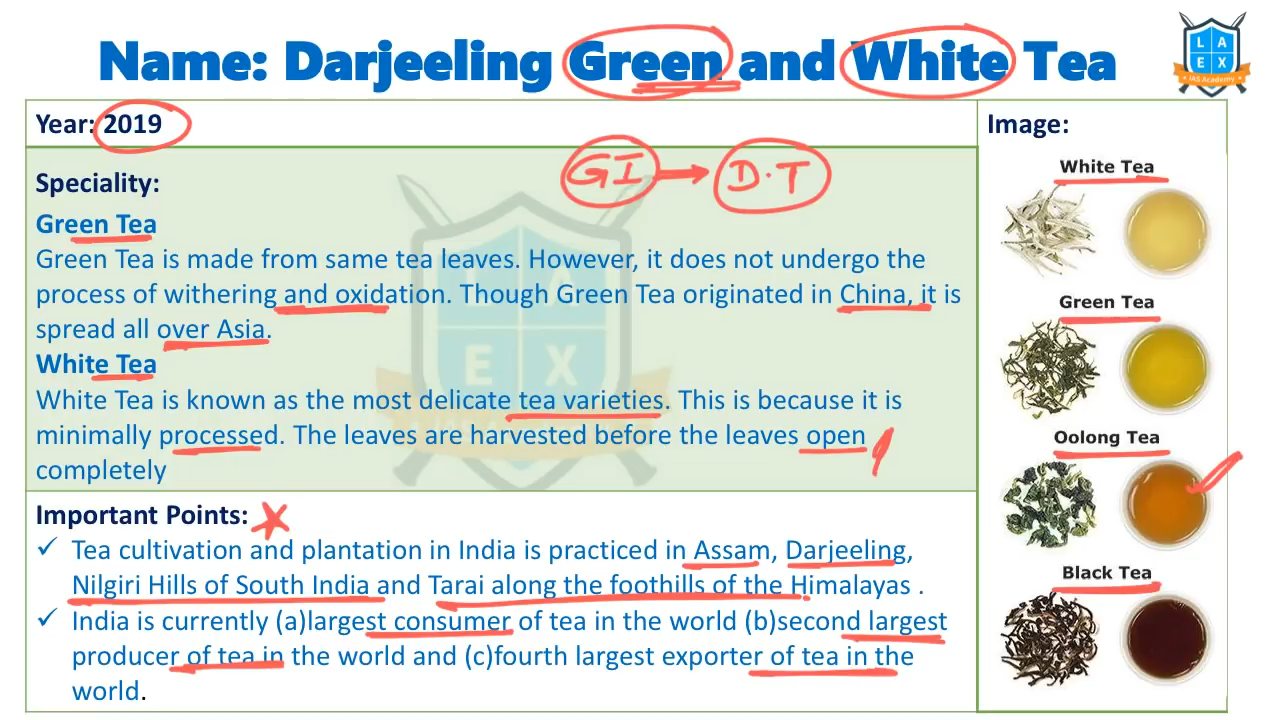 Name: Darjeeling Green and White Tea
L A
E X
IAS Academy
Year: 2019
Image:
GI → D.T
Speciality:
Green Tea
Green Tea is made from same tea leaves. However, it does not undergo the
process of withering and oxidation. Though Green Tea originated in China, it is
spread all over Asia.
White Tea
White Tea is known as the most delicate tea varieties. This is because it is
minimally processed. The leaves are harvested before the leaves open
completely
L A
E X
Important Points:
✓ Tea cultivation and plantation in India is practiced in Assam, Darjeeling,
Nilgiri Hills of South India and Tarai along the foothills of the Himalayas .
✓ India is currently (a)largest consumer of tea in the world (b)second largest
producer of tea in the world and (c)fourth largest exporter of tea in the
world.
White Tea
Green Tea
Oolong Tea
Black Tea